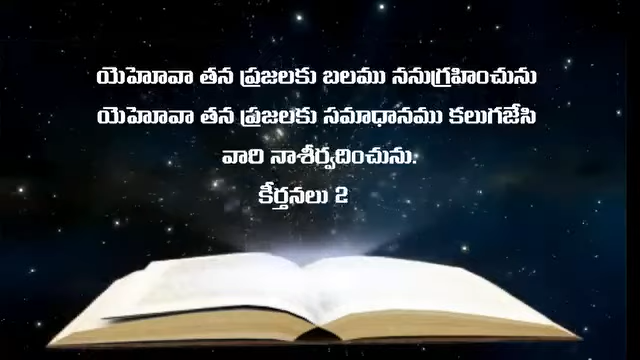 యెహోవా తన ప్రజలకు బలము ననుగ్రహించును
యెహోవా తన ప్రజలకు సమాధానము కలుగజేసి
వారి నాశీర్వదించును.
కీర్తనలు 2